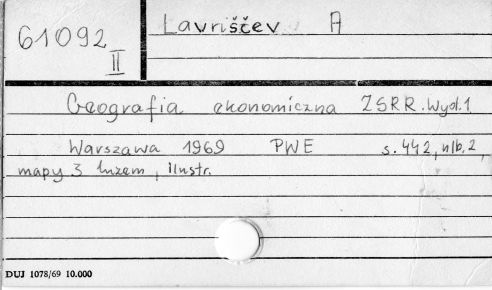 61092
II
Lavriščev A
Geografia ekonomiczna ZSRR. Wyd. 1
Warszawa 1969 PWE s. 442, nlb. 2,
mapy 3 luzem, ilustr.
DUJ 1078/69 10.000